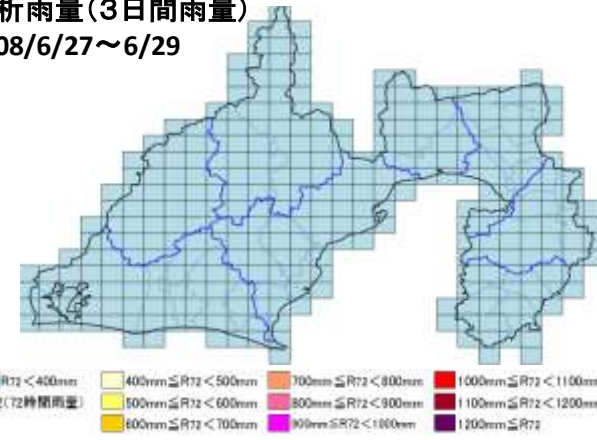 析雨量(3日間雨量)
08/6/27～6/29
R72＜400mm
400mm≦R72＜500mm
700mm≦R72＜800mm
1000mm≦R72＜1100mm
2(72時間雨量)
500mm≦R72＜600mm
800mm≦R72＜900mm
1100mm≦R72＜1200mm
600mm≦R72＜700mm
900mm≦R72＜1000mm
1200mm≦R72